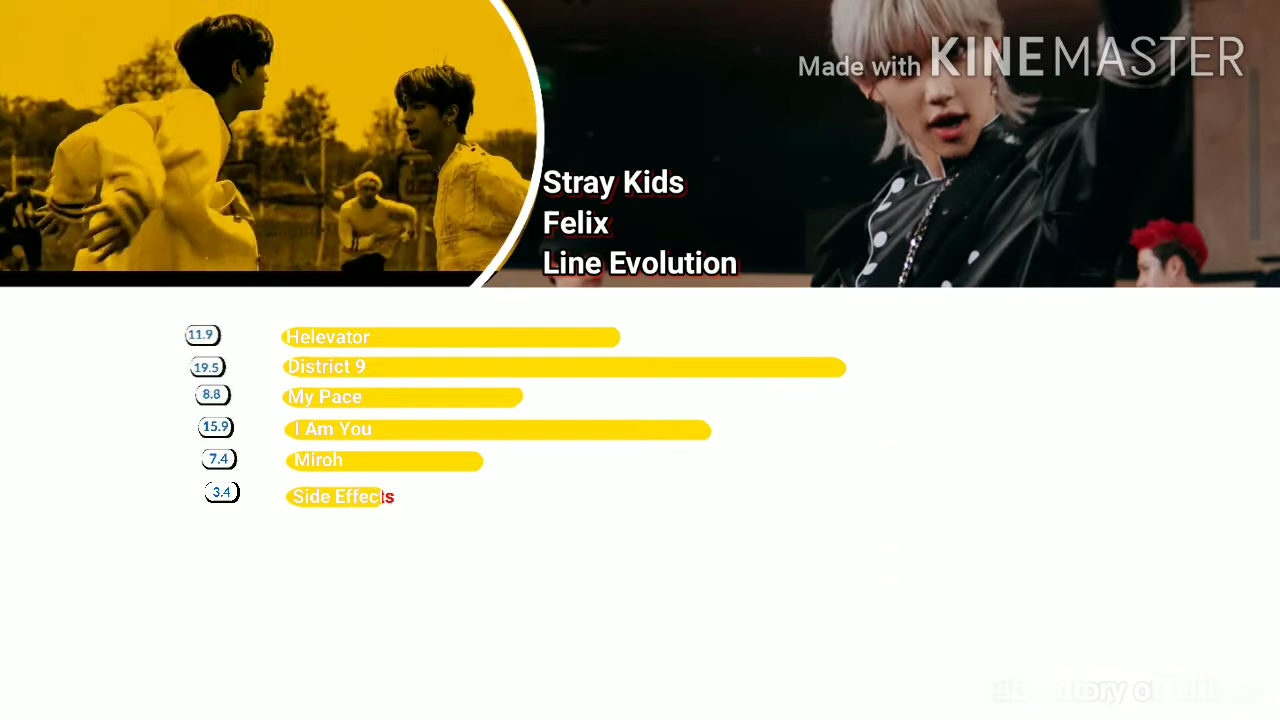 Made with KINEMASTER
Stray Kids
Felix
Line Evolution
11.9 Helevator
19.5 District 9
8.8 My Pace
15.9 I Am You
7.4 Miroh
3.4 Side Effects